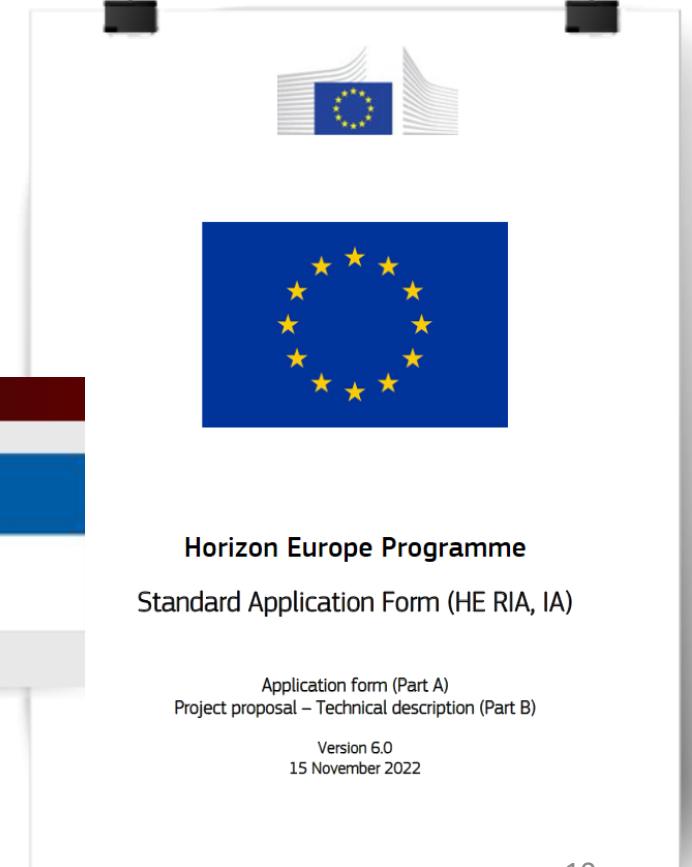 Horizon Europe Programme
Standard Application Form (HE RIA, IA)
Application form (Part A)
Project proposal – Technical description (Part B)
Version 6.0
15 November 2022